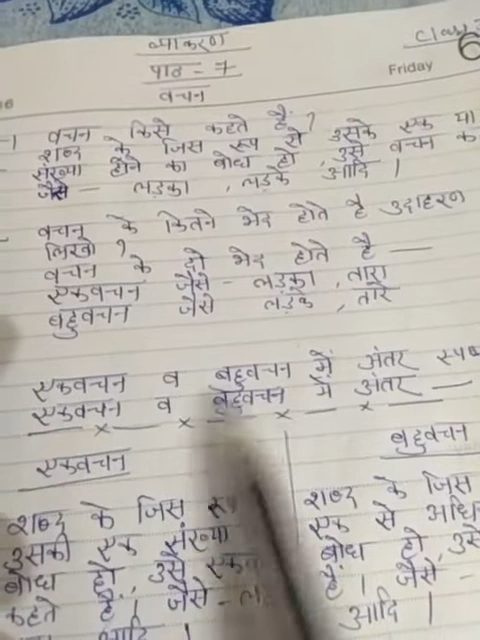 व्याकरण
Class
6
पाठ - 7
Friday
वचन
वचन किसे कहते हैं ?
शब्द के जिस रूप से उसके एक या
संख्या होने का बोध हो, उसे वचन क
जैसे - लड़का, लड़के आदि |
वचन के कितने भेद होते है उदाहरण
लिखो ?
वचन के दो भेद होते है —
एकवचन जैसे - लड़का, तारा
बहुवचन जैसे लड़के, तारे
एकवचन व बहुवचन में अंतर स्पष
एकवचन व बहुवचन में अंतर —
एकवचन
बहुवचन
शब्द के जिस रू
उसकी एक संख्या
बोध हो, उसे एकव
कहते हैं, जैसे - ल
आदि |
शब्द के जिस
एक से अधि
बोध हो, उसे
हैं | जैसे -
आदि |